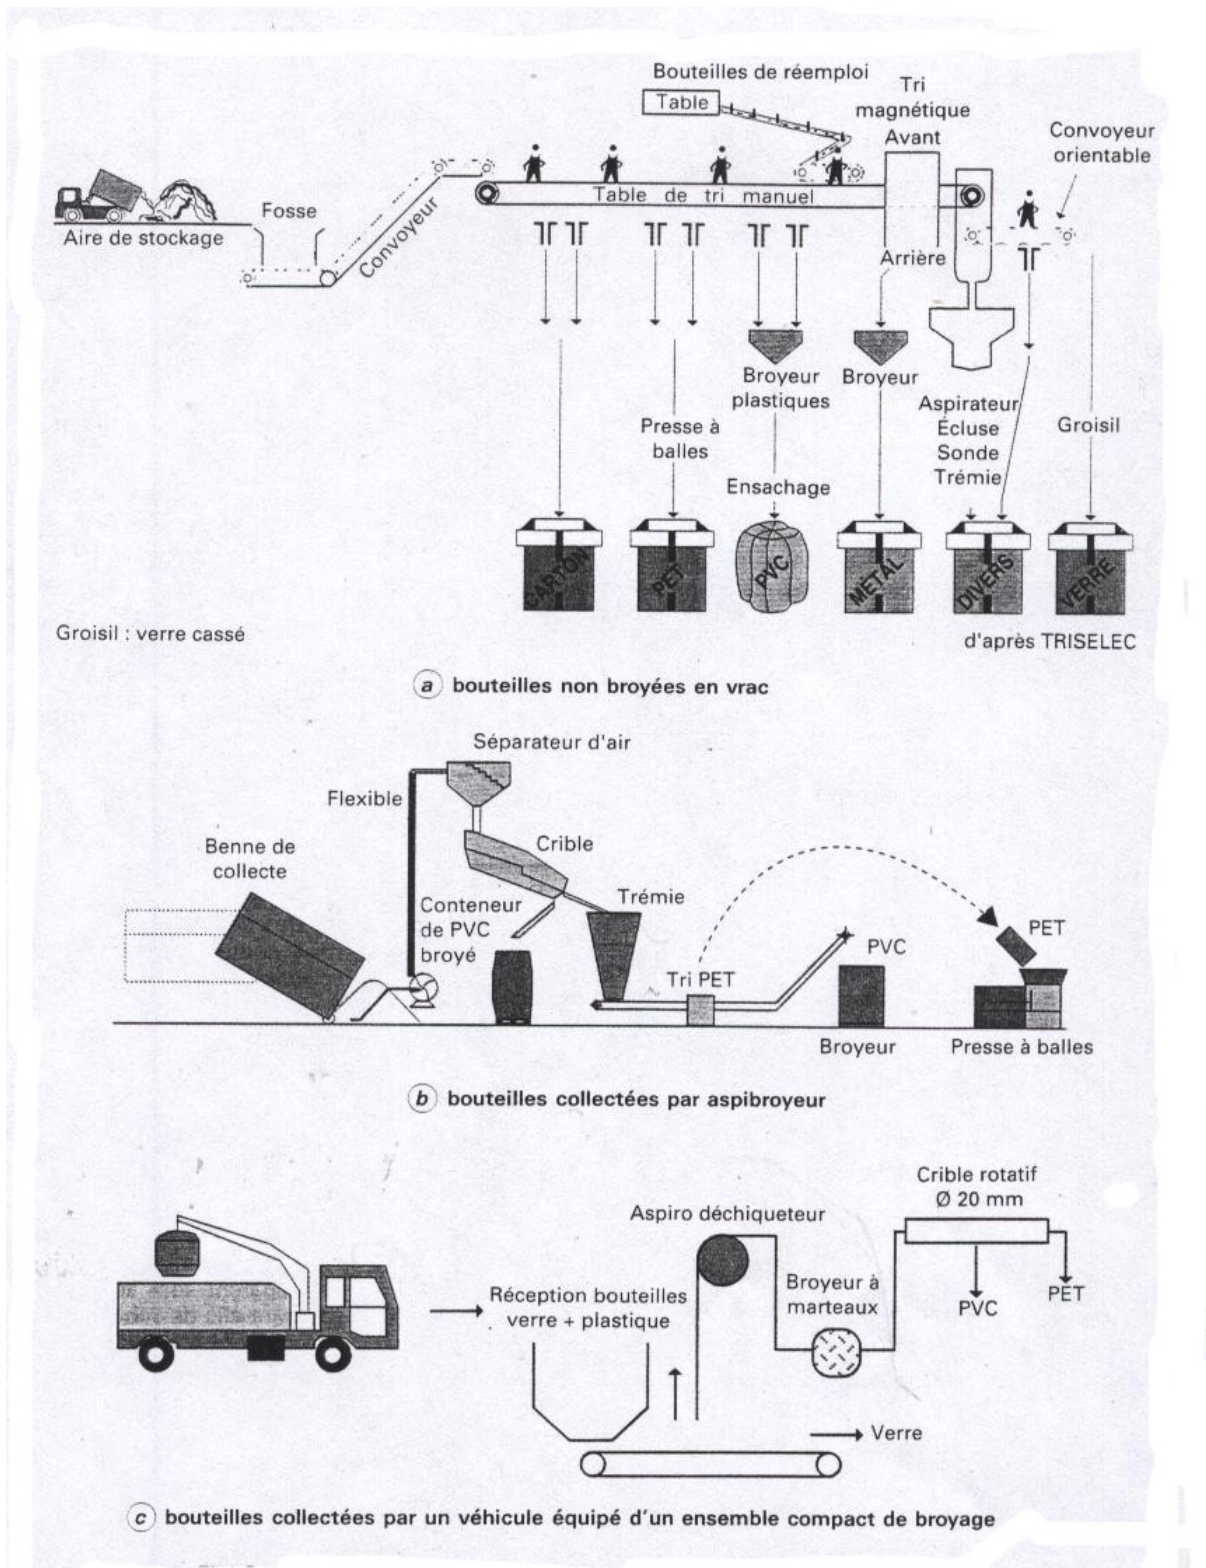 Bouteilles de réemploi
Table
Tri
magnétique
Avant
Convoyeur
orientable
Aire de stockage
Fosse
Convoyeur
Table de tri manuel
Arrière
Broyeur
plastiques
Broyeur
Presse à
balles
Aspirateur
Écluse
Sonde
Trémie
Groisil
Ensachage
CARTON
PET
PVC
METAL
DIVERS
VERRE
Groisil : verre cassé
d'après TRISELEC
a bouteilles non broyées en vrac
Séparateur d'air
Flexible
Benne de
collecte
Crible
Conteneur
de PVC
broyé
Trémie
Tri PET
PVC
PET
Broyeur
Presse à balles
b bouteilles collectées par aspibroyeur
Crible rotatif
Ø 20 mm
Aspiro déchiqueteur
Réception bouteilles
verre + plastique
Broyeur à
marteaux
PVC
PET
Verre
c bouteilles collectées par un véhicule équipé d'un ensemble compact de broyage